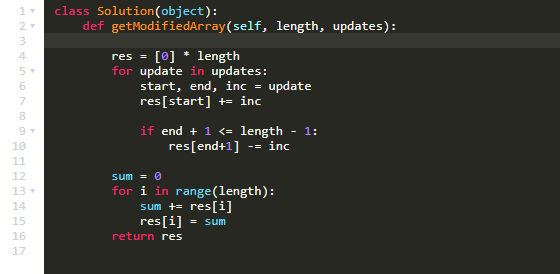 1 class Solution(object):
2     def getModifiedArray(self, length, updates):
3
4         res = [0] * length
5         for update in updates:
6             start, end, inc = update
7             res[start] += inc
8
9             if end + 1 <= length - 1:
10                 res[end+1] -= inc
11
12         sum = 0
13         for i in range(length):
14             sum += res[i]
15             res[i] = sum
16         return res
17